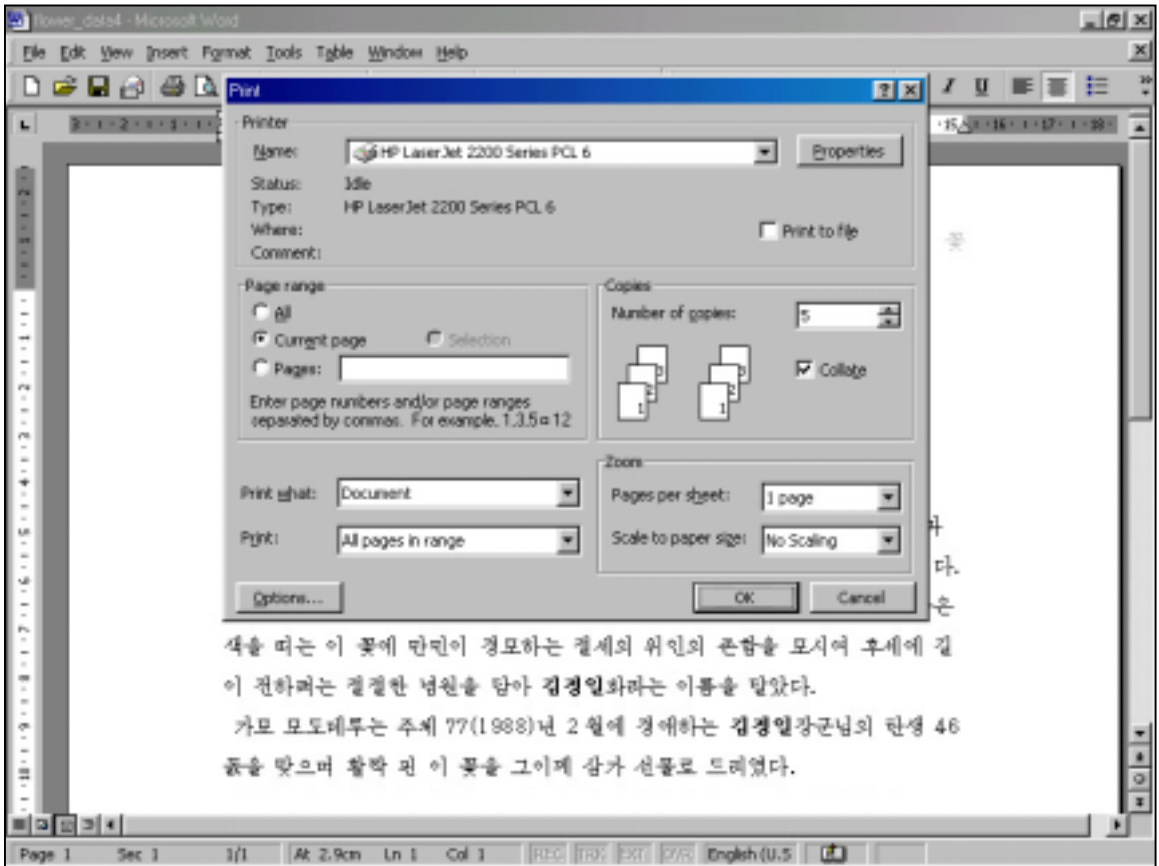 flower_data4 - Microsoft Word
File Edit View Insert Format Tools Table Window Help
Print
Printer
Name: HP LaserJet 2200 Series PCL 6 Properties
Status: Idle
Type: HP LaserJet 2200 Series PCL 6
Where: Print to file
Comment:
Page range
All
Current page Selection
Pages:
Enter page numbers and/or page ranges
separated by commas. For example, 1,3,5¤12
Copies
Number of copies: 5
Collate
Print what: Document
Print: All pages in range
Zoom
Pages per sheet: 1 page
Scale to paper size: No Scaling
Options... OK Cancel
다.
은
색을 띠는 이 꽃에 만민이 경모하는 절세의 위인의 존함을 모시여 후세에 길
이 전하려는 절절한 념원을 담아 김정일화라는 이름을 달았다.
가모 모도테루는 주체 77(1988)년 2월에 경애하는 김정일장군님의 탄생 46
돐을 맞으며 활짝 핀 이 꽃을 그이께 삼가 선물로 드리였다.
Page 1 Sec 1 1/1 At 2.9cm Ln 1 Col 1 REC TRK EXT OVR English (U.S